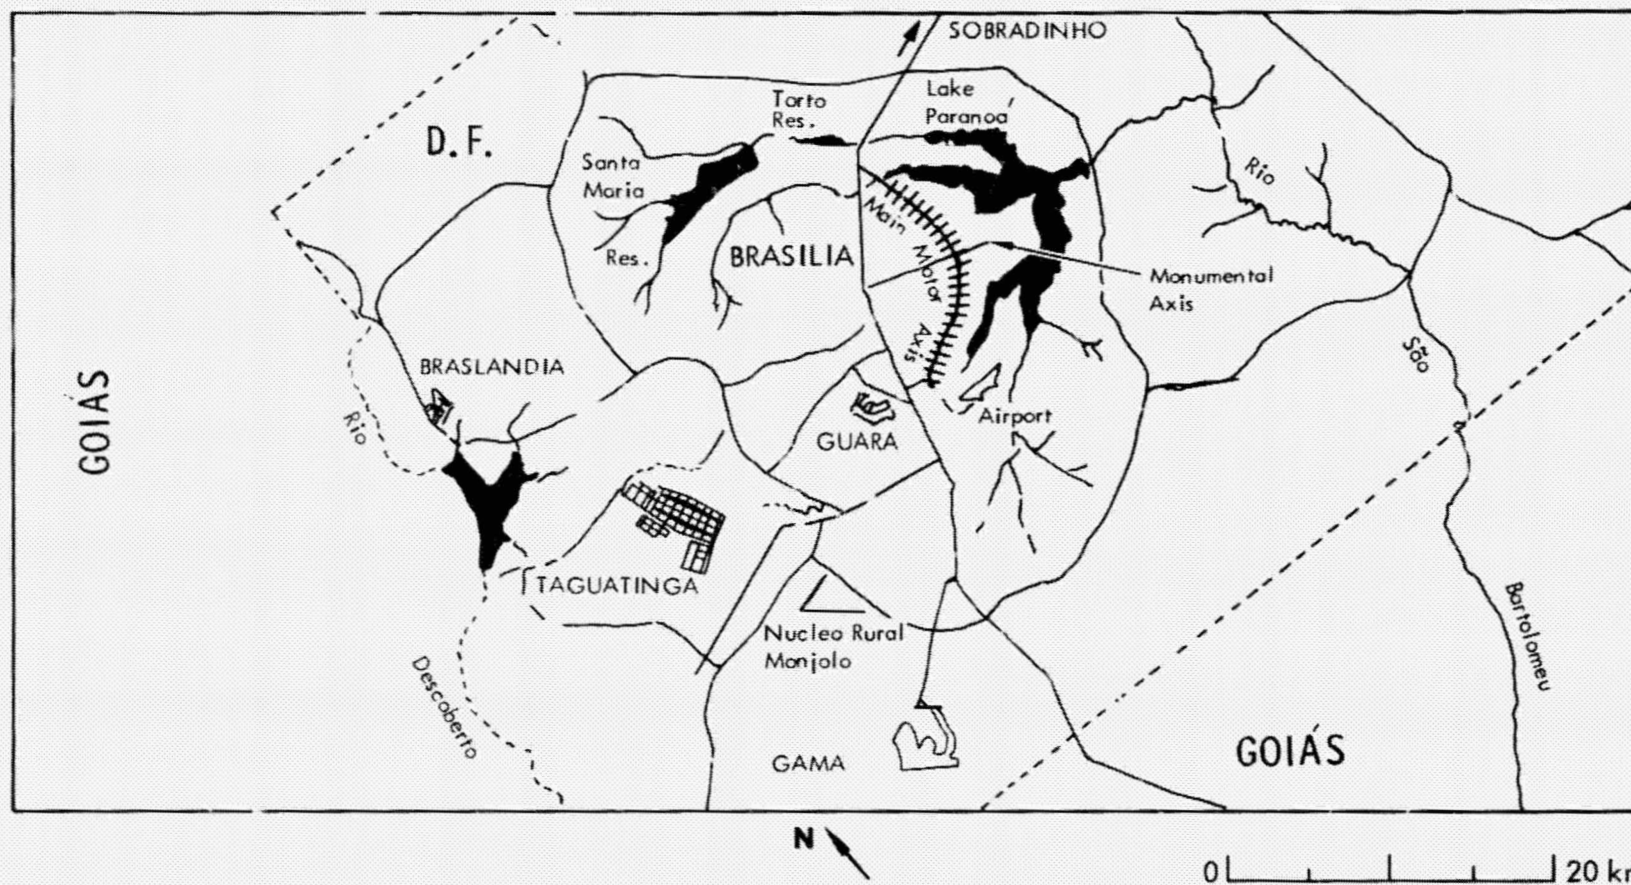 SOBRADINHO
Lake
Paranoá
Torto
Res.
D.F.
Santa
Maria
Res.
Rio
BRASILIA
Main Motor Axis
Monumental
Axis
São
BRASLANDIA
GOIÁS
Rio
Airport
GUARA
TAGUATINGA
Bartolomeu
Nucleo Rural
Monjolo
Descoberto
GOIÁS
GAMA
N
0
20